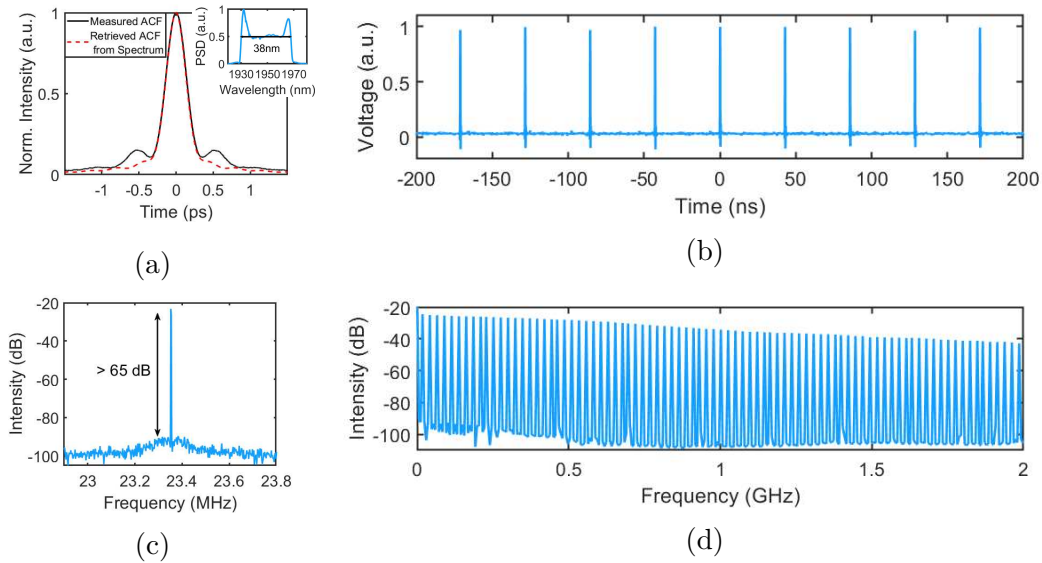 Measured ACF
Retrieved ACF
from Spectrum
Norm. Intensity (a.u.)
1
0.5
0
-1
-0.5
0
0.5
1
Time (ps)
PSD (a.u.)
1
0.5
0
38nm
1930
1950
1970
Wavelength (nm)
(a)
Voltage (a.u.)
1
0.5
0
-200
-150
-100
-50
0
50
100
150
200
Time (ns)
(b)
Intensity (dB)
-20
-40
-60
-80
-100
> 65 dB
23
23.2
23.4
23.6
23.8
Frequency (MHz)
(c)
Intensity (dB)
-20
-40
-60
-80
-100
0
0.5
1
1.5
2
Frequency (GHz)
(d)